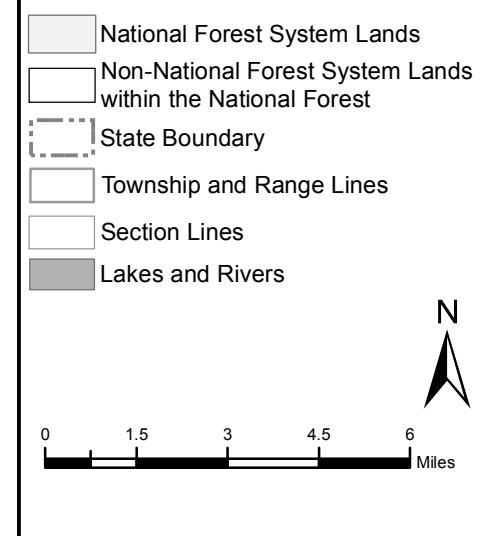 National Forest System Lands
Non-National Forest System Lands
within the National Forest
State Boundary
Township and Range Lines
Section Lines
Lakes and Rivers
N
0 1.5 3 4.5 6
Miles